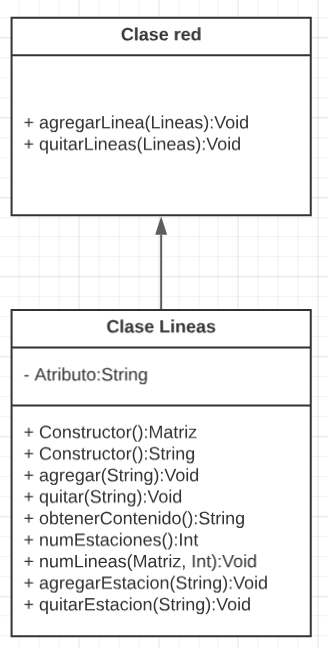 Clase red
+ agregarLinea(Lineas):Void
+ quitarLineas(Lineas):Void
Clase Lineas
- Atributo:String
+ Constructor():Matriz
+ Constructor():String
+ agregar(String):Void
+ quitar(String):Void
+ obtenerContenido():String
+ numEstaciones():Int
+ numLineas(Matriz, Int):Void
+ agregarEstacion(String):Void
+ quitarEstacion(String):Void